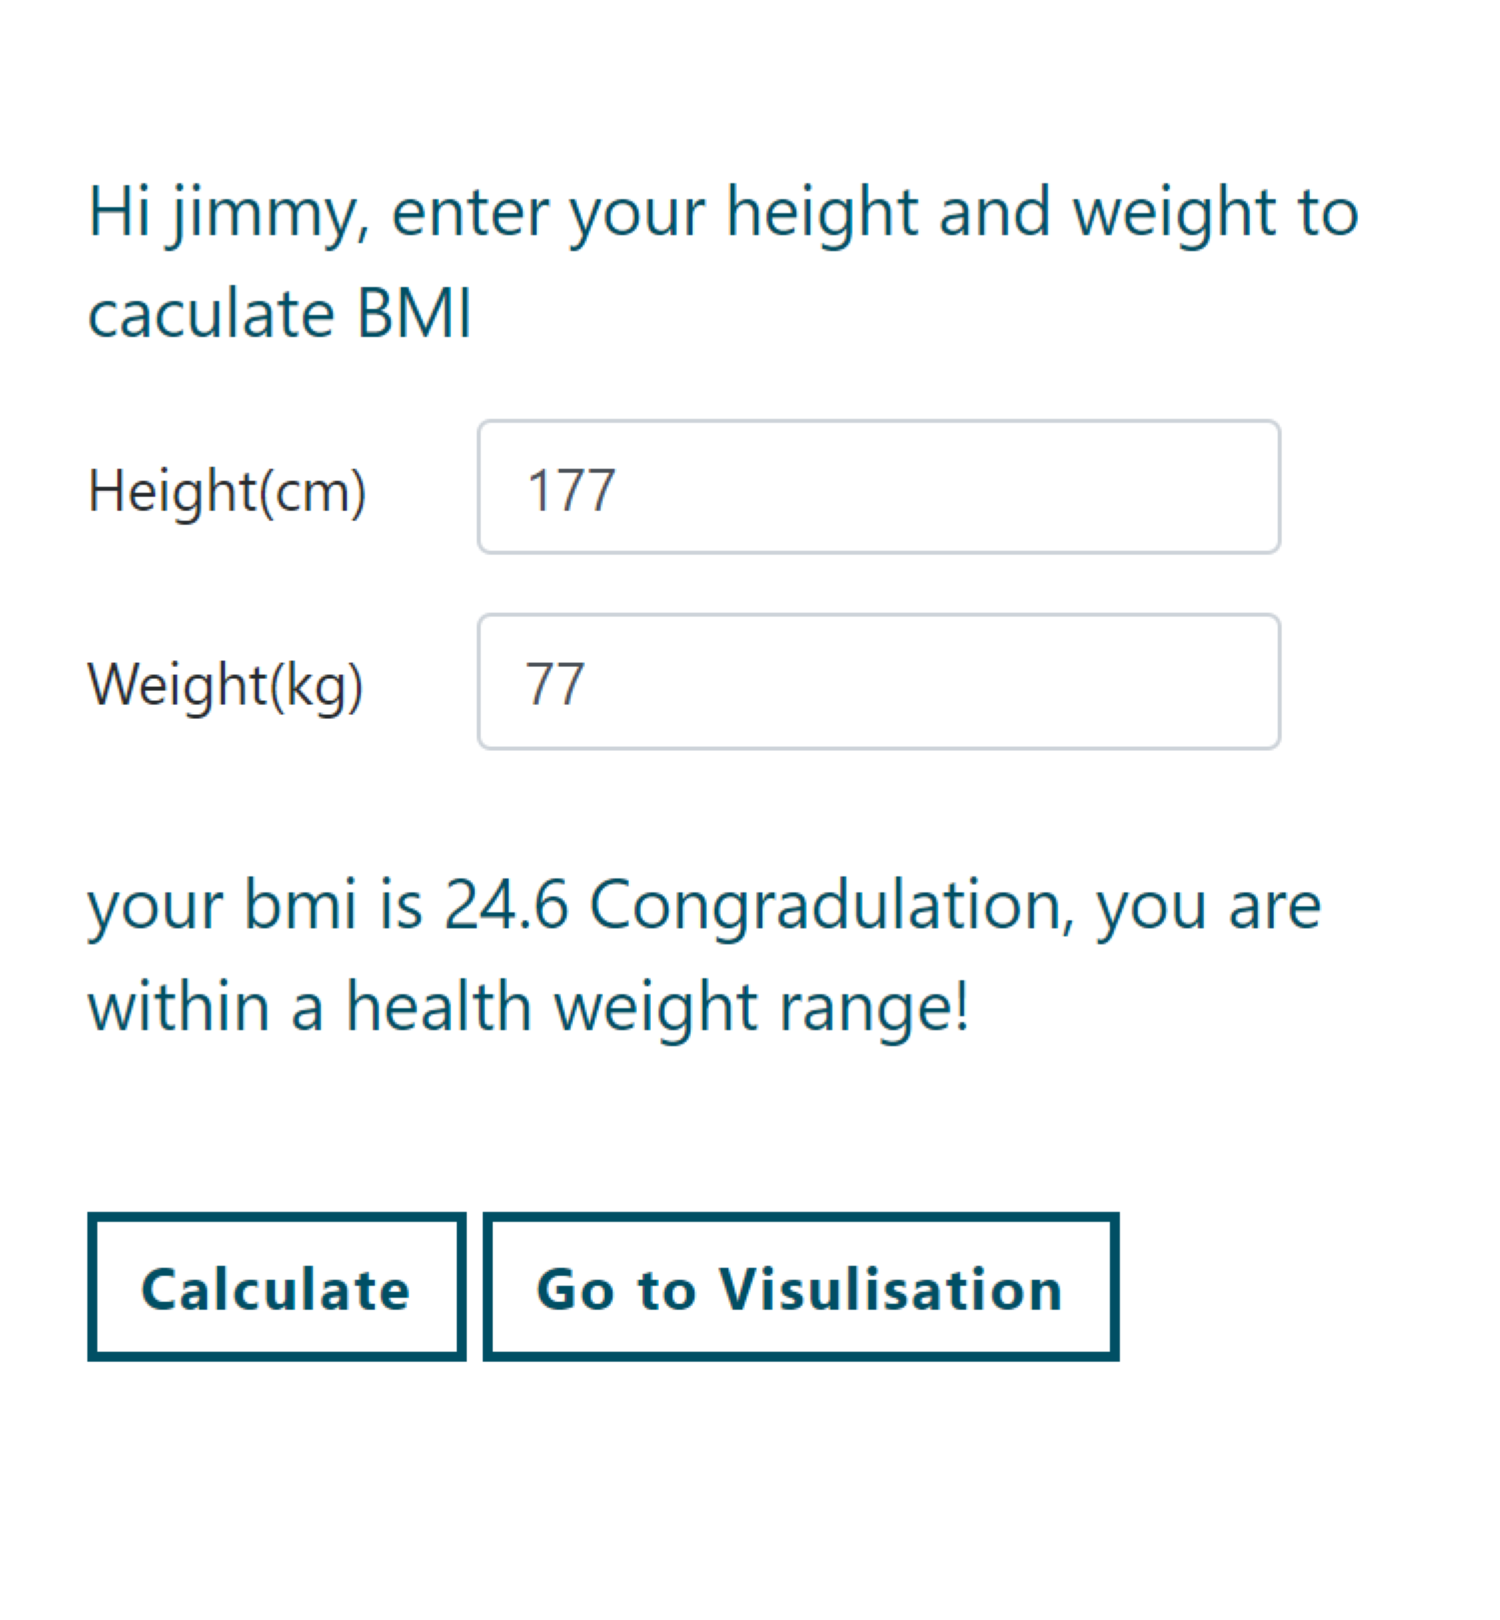 Hi jimmy, enter your height and weight to
caculate BMI
Height(cm) 177
Weight(kg) 77
your bmi is 24.6 Congradulation, you are
within a health weight range!
Calculate Go to Visulisation